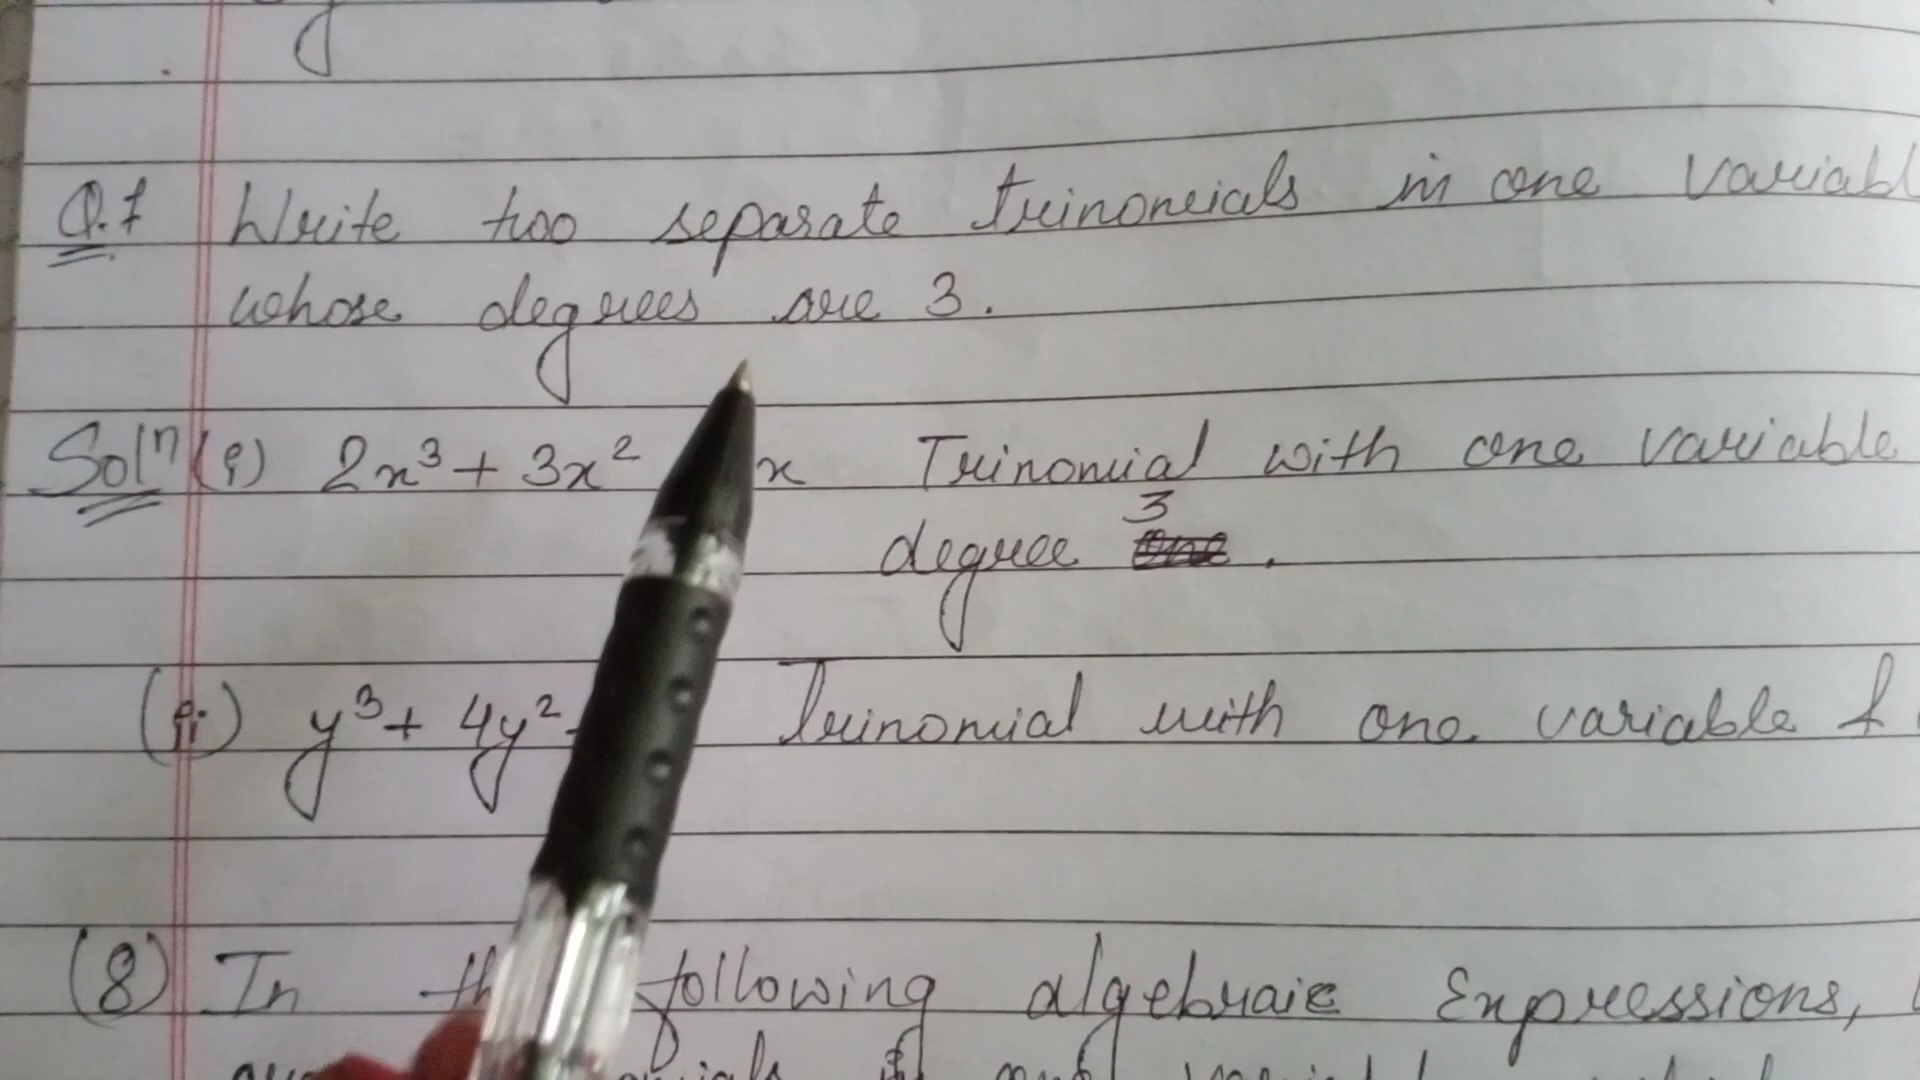 Q.7 Write two separate trinomials in one variabl
whose degrees are 3.
Solⁿ (i) 2x³ + 3x² x Trinomial with one variable
degree 3 .
(ii) y³ + 4y² Trinomial with one variable &
(8) In following algebraic Expressions,